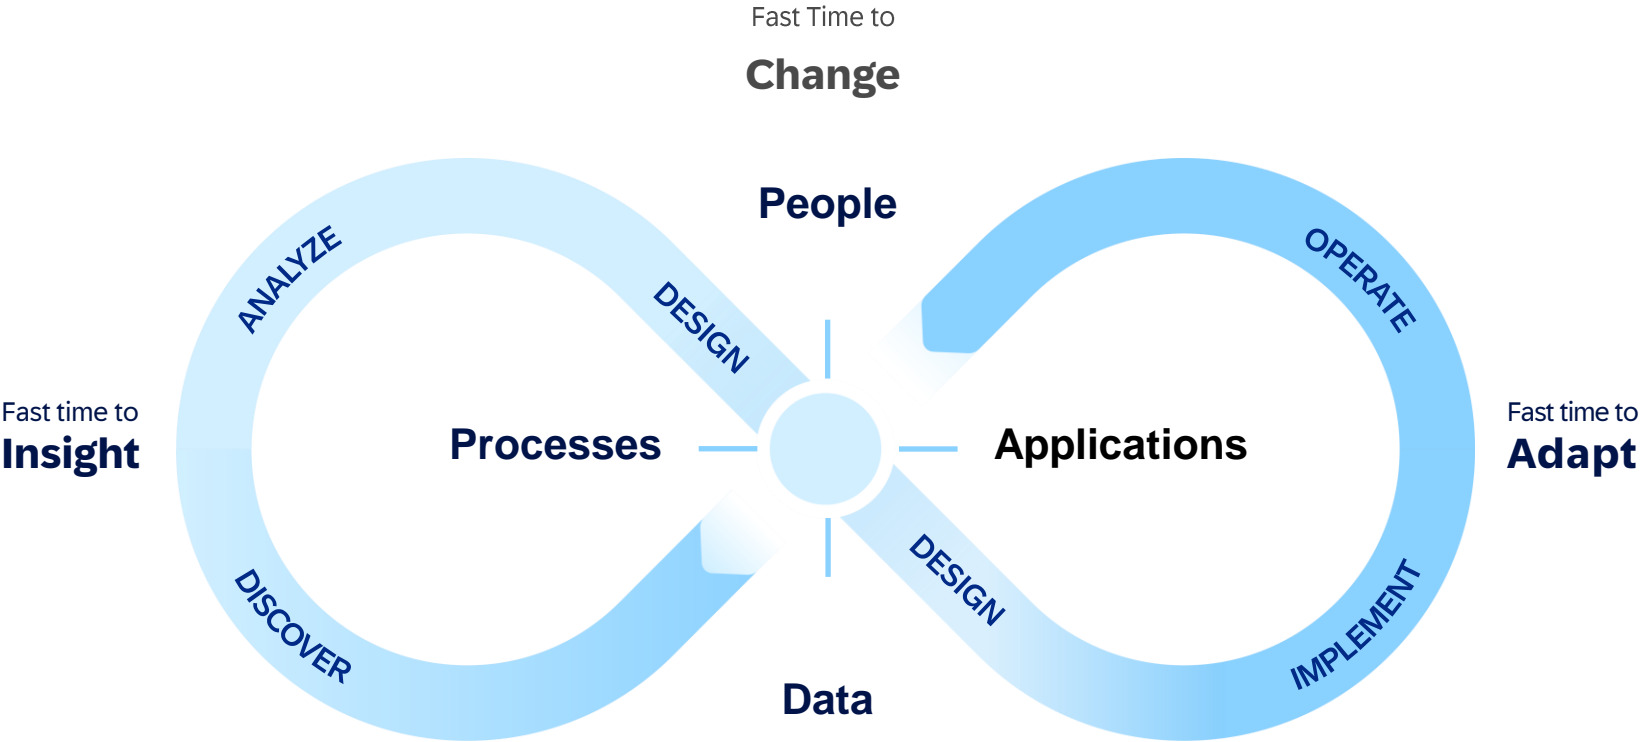 Fast Time to
Change
People
ANALYZE
OPERATE
DESIGN
Fast time to
Insight
Processes
Applications
Fast time to
Adapt
DISCOVER
DESIGN
IMPLEMENT
Data